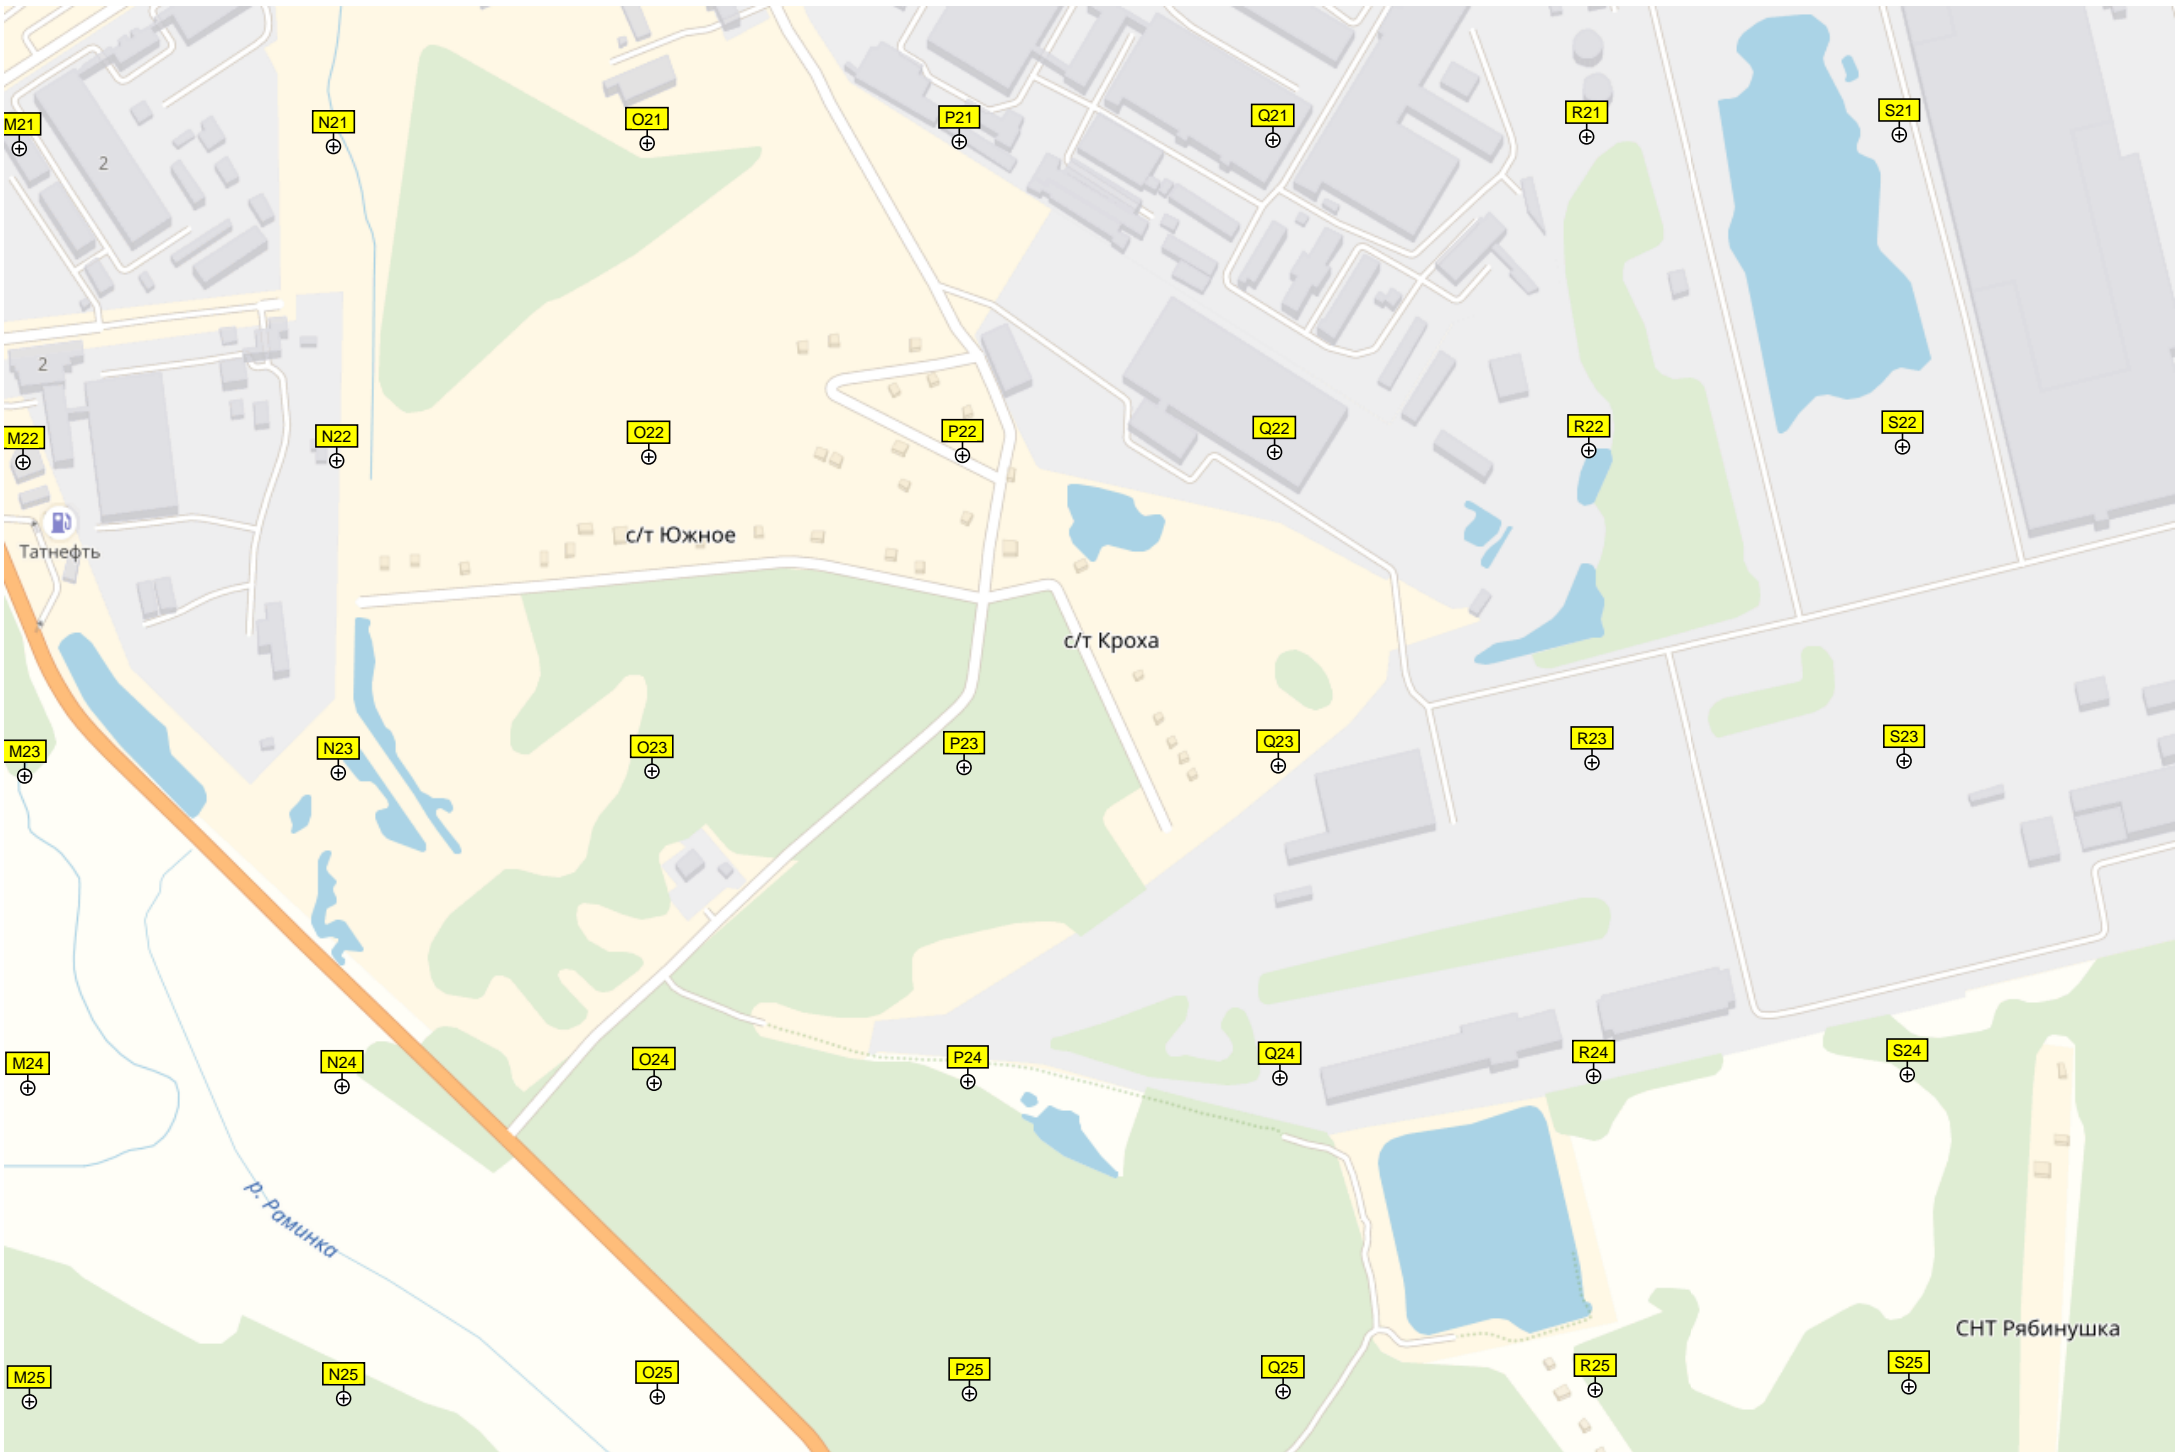 M21
N21
O21
P21
Q21
R21
S21
2
2
M22
N22
O22
P22
Q22
R22
S22
Татнефть
с/т Южное
с/т Кроха
M23
N23
O23
P23
Q23
R23
S23
M24
N24
O24
P24
Q24
R24
S24
р. Раминка
СНТ Рябинушка
M25
N25
O25
P25
Q25
R25
S25